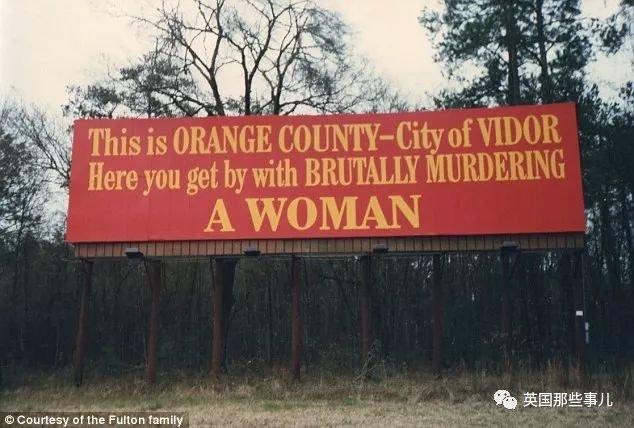 This is ORANGE COUNTY-City of VIDOR
Here you get by with BRUTALLY MURDERING
A WOMAN
英国那些事儿
© Courtesy of the Fulton family